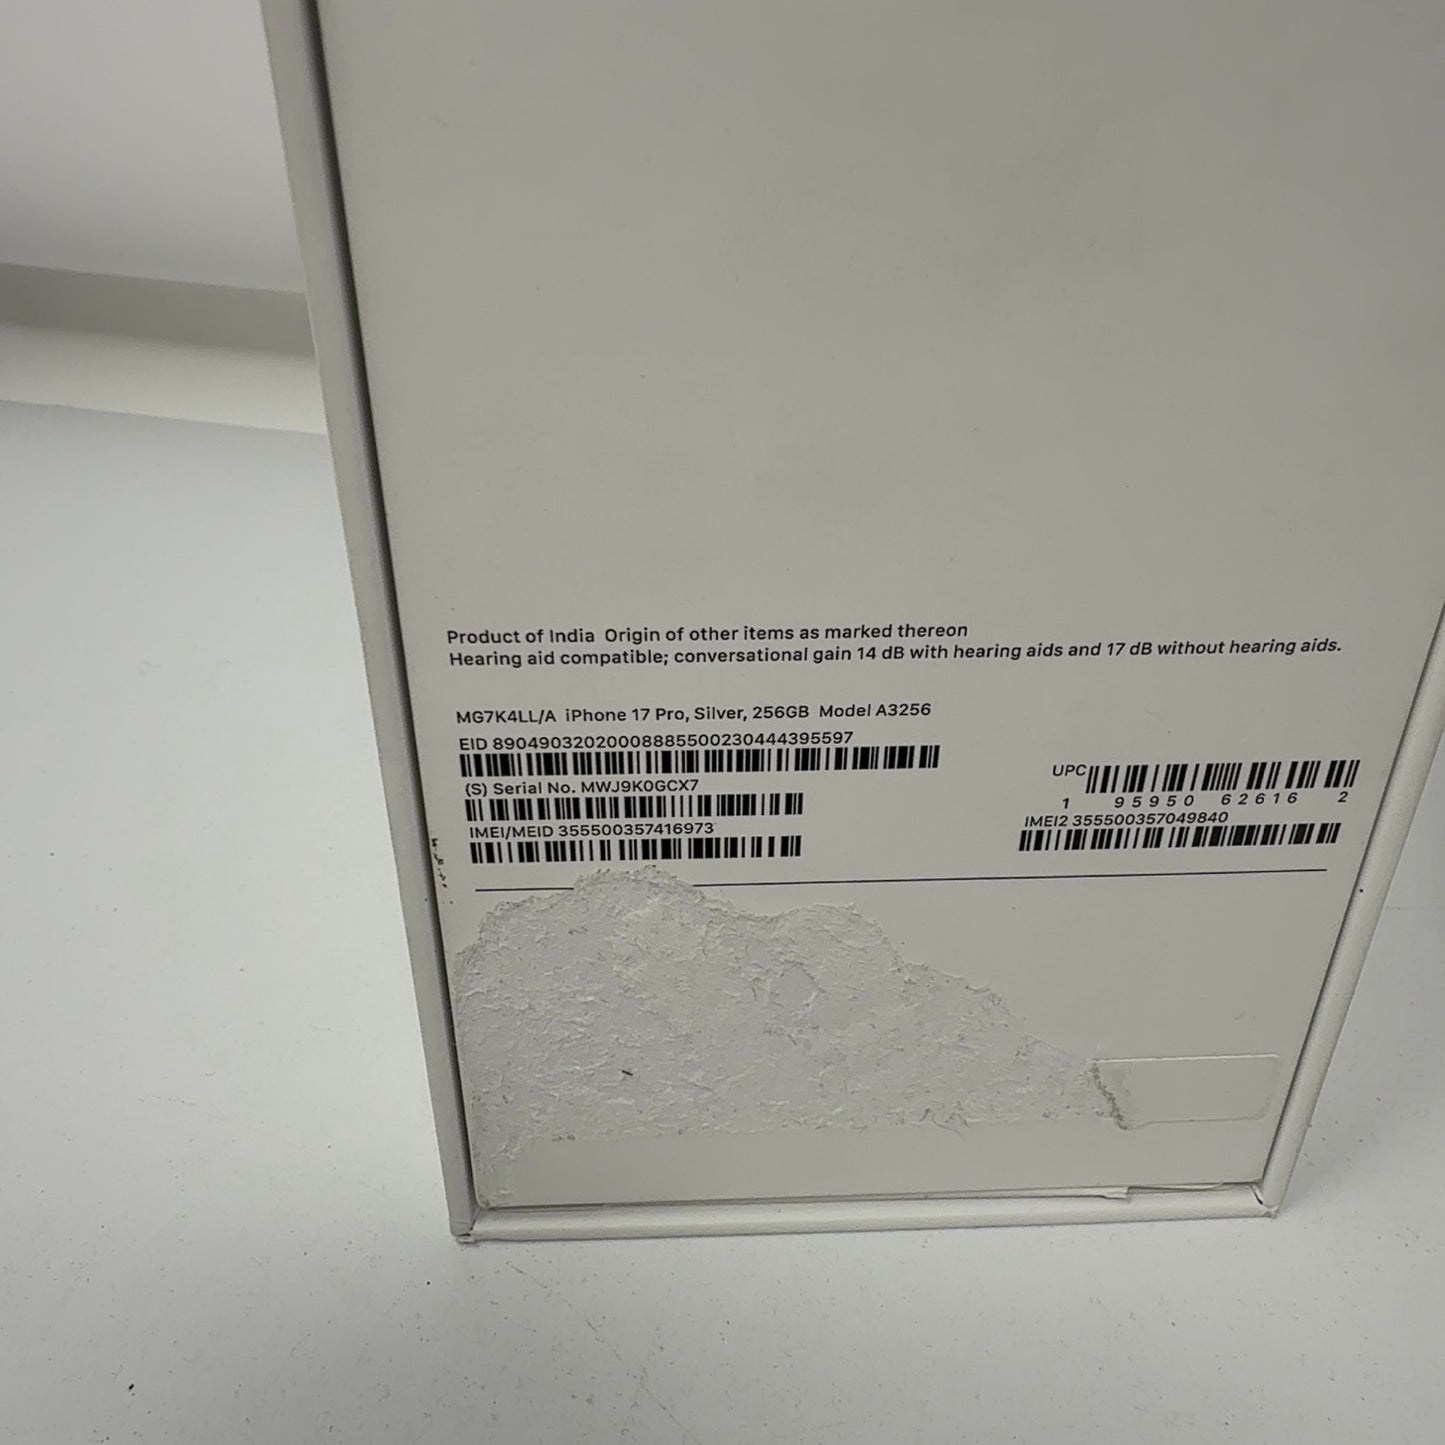 Product of India Origin of other items as marked thereon
Hearing aid compatible; conversational gain 14 dB with hearing aids and 17 dB without hearing aids.
MG7K4LL/A iPhone 17 Pro, Silver, 256GB Model A3256
EID 89049032020008885500230444395597
(S) Serial No. MWJ9K0GCX7
UPC
1 95950 62616 2
IMEI/MEID 355500357416973
IMEI2 355500357049840